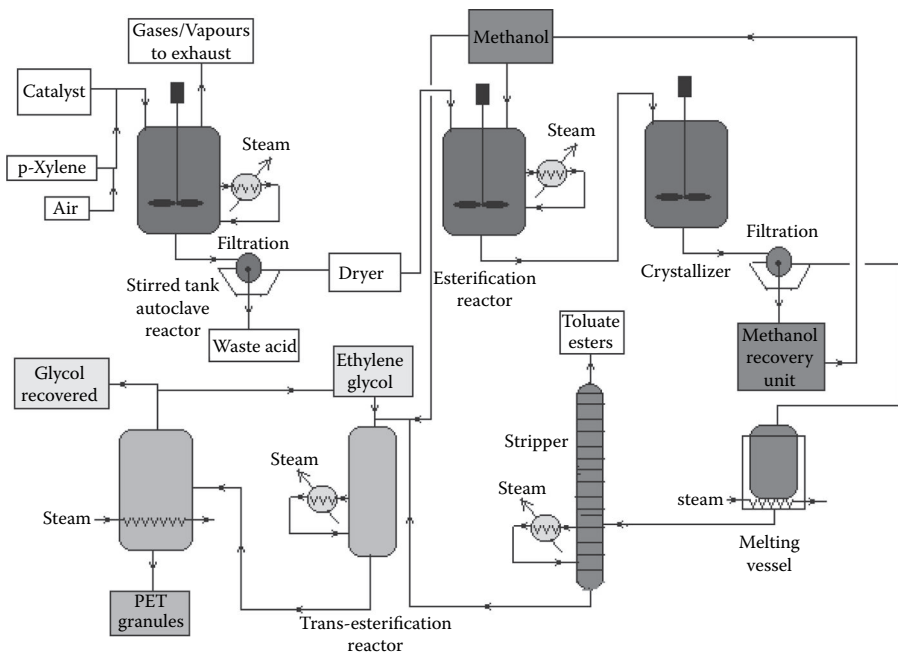 Gases/Vapours
to exhaust
Methanol
Catalyst
p-Xylene
Air
Steam
Steam
Filtration
Dryer
Stirred tank
autoclave
reactor
Waste acid
Esterification
reactor
Crystallizer
Filtration
Methanol
recovery
unit
Glycol
recovered
Ethylene
glycol
Toluate
esters
Stripper
Steam
Steam
Steam
steam
Melting
vessel
PET
granules
Trans-esterification
reactor